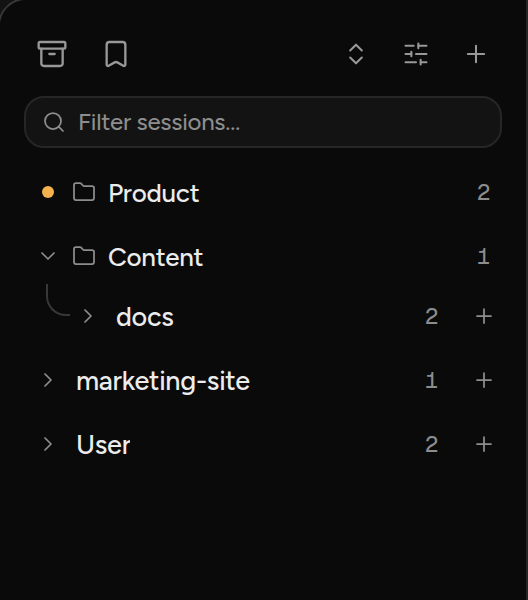 Filter sessions...
Product 2
Content 1
docs 2
marketing-site 1
User 2